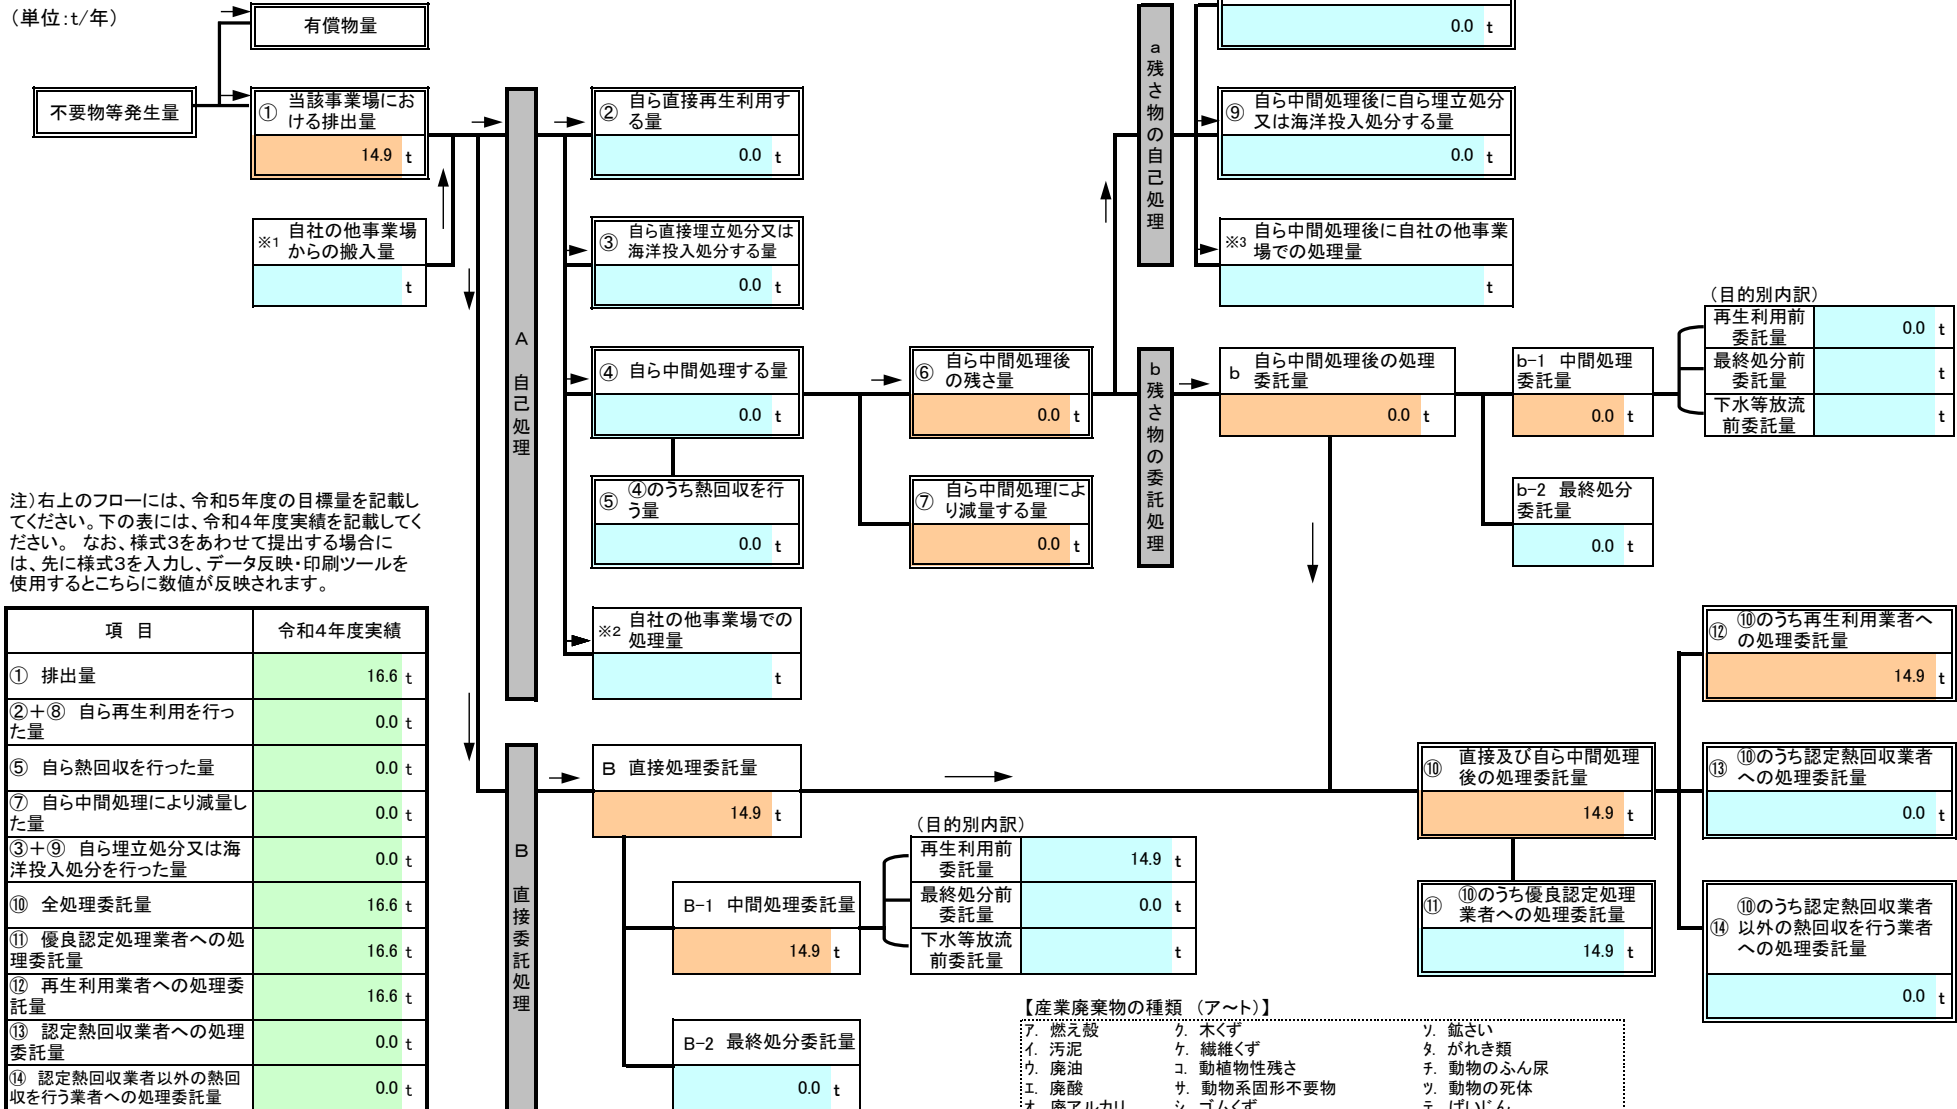 （単位:t/年）
有償物量
不要物等発生量
① 当該事業場にお
ける排出量
14.9 t
※1 自社の他事業場
からの搬入量
t
A 自己処理
② 自ら直接再生利用す
る量
0.0 t
③ 自ら直接埋立処分又は
海洋投入処分する量
0.0 t
④ 自ら中間処理する量
0.0 t
⑤ ④のうち熱回収を行
う量
0.0 t
※2 自社の他事業場での
処理量
t
⑥ 自ら中間処理後
の残さ量
0.0 t
⑦ 自ら中間処理によ
り減量する量
0.0 t
a残さ物の自己処理
0.0 t
⑨ 自ら中間処理後に自ら埋立処分
又は海洋投入処分する量
0.0 t
※3 自ら中間処理後に自社の他事業
場での処理量
t
b残さ物の委託処理
b 自ら中間処理後の処理
委託量
0.0 t
b-1 中間処理
委託量
0.0 t
b-2 最終処分
委託量
0.0 t
（目的別内訳）
再生利用前
委託量
0.0 t
最終処分前
委託量
t
下水等放流
前委託量
t
注）右上のフローには、令和5年度の目標量を記載し
てください。下の表には、令和4年度実績を記載してく
ださい。 なお、様式3をあわせて提出する場合に
は、先に様式3を入力し、データ反映・印刷ツールを
使用するとこちらに数値が反映されます。
項 目 令和4年度実績
① 排出量 16.6 t
②＋⑧ 自ら再生利用を行っ
た量 0.0 t
⑤ 自ら熱回収を行った量 0.0 t
⑦ 自ら中間処理により減量し
た量 0.0 t
③＋⑨ 自ら埋立処分又は海
洋投入処分を行った量 0.0 t
⑩ 全処理委託量 16.6 t
⑪ 優良認定処理業者への処
理委託量 16.6 t
⑫ 再生利用業者への処理委
託量 16.6 t
⑬ 認定熱回収業者への処理
委託量 0.0 t
⑭ 認定熱回収業者以外の熱回
収を行う業者への処理委託量 0.0 t
B 直接委託処理
B 直接処理委託量
14.9 t
B-1 中間処理委託量
14.9 t
B-2 最終処分委託量
0.0 t
（目的別内訳）
再生利用前
委託量
14.9 t
最終処分前
委託量
0.0 t
下水等放流
前委託量
t
⑩ 直接及び自ら中間処理
後の処理委託量
14.9 t
⑪ ⑩のうち優良認定処理
業者への処理委託量
14.9 t
⑫ ⑩のうち再生利用業者へ
の処理委託量
14.9 t
⑬ ⑩のうち認定熱回収業者
への処理委託量
0.0 t
⑭ ⑩のうち認定熱回収業者
以外の熱回収を行う業者
への処理委託量
0.0 t
【産業廃棄物の種類 （ア～ト）】
ア. 燃え殻 ク. 木くず ソ. 鉱さい
イ. 汚泥 ケ. 繊維くず タ. がれき類
ウ. 廃油 コ. 動植物性残さ チ. 動物のふん尿
エ. 廃酸 サ. 動物系固形不要物 ツ. 動物の死体
オ. 廃アルカリ シ. ゴムくず テ. ばいじん